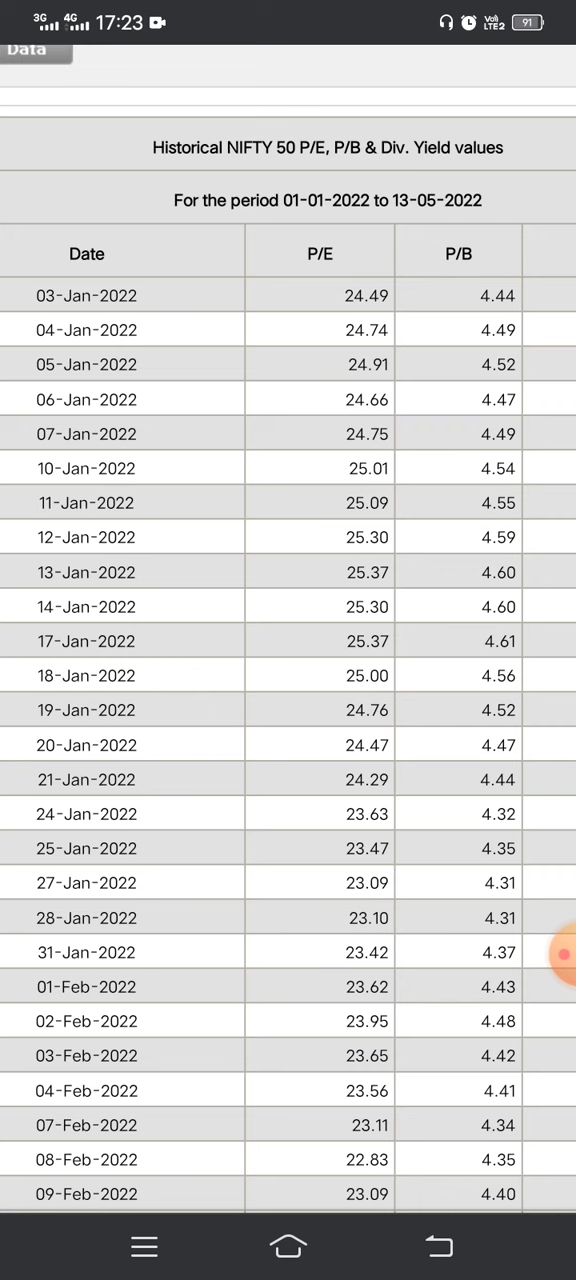 3G 4G 17:23 Vo)) LTE2 91
Data
Historical NIFTY 50 P/E, P/B & Div. Yield values
For the period 01-01-2022 to 13-05-2022
Date P/E P/B
03-Jan-2022 24.49 4.44
04-Jan-2022 24.74 4.49
05-Jan-2022 24.91 4.52
06-Jan-2022 24.66 4.47
07-Jan-2022 24.75 4.49
10-Jan-2022 25.01 4.54
11-Jan-2022 25.09 4.55
12-Jan-2022 25.30 4.59
13-Jan-2022 25.37 4.60
14-Jan-2022 25.30 4.60
17-Jan-2022 25.37 4.61
18-Jan-2022 25.00 4.56
19-Jan-2022 24.76 4.52
20-Jan-2022 24.47 4.47
21-Jan-2022 24.29 4.44
24-Jan-2022 23.63 4.32
25-Jan-2022 23.47 4.35
27-Jan-2022 23.09 4.31
28-Jan-2022 23.10 4.31
31-Jan-2022 23.42 4.37
01-Feb-2022 23.62 4.43
02-Feb-2022 23.95 4.48
03-Feb-2022 23.65 4.42
04-Feb-2022 23.56 4.41
07-Feb-2022 23.11 4.34
08-Feb-2022 22.83 4.35
09-Feb-2022 23.09 4.40